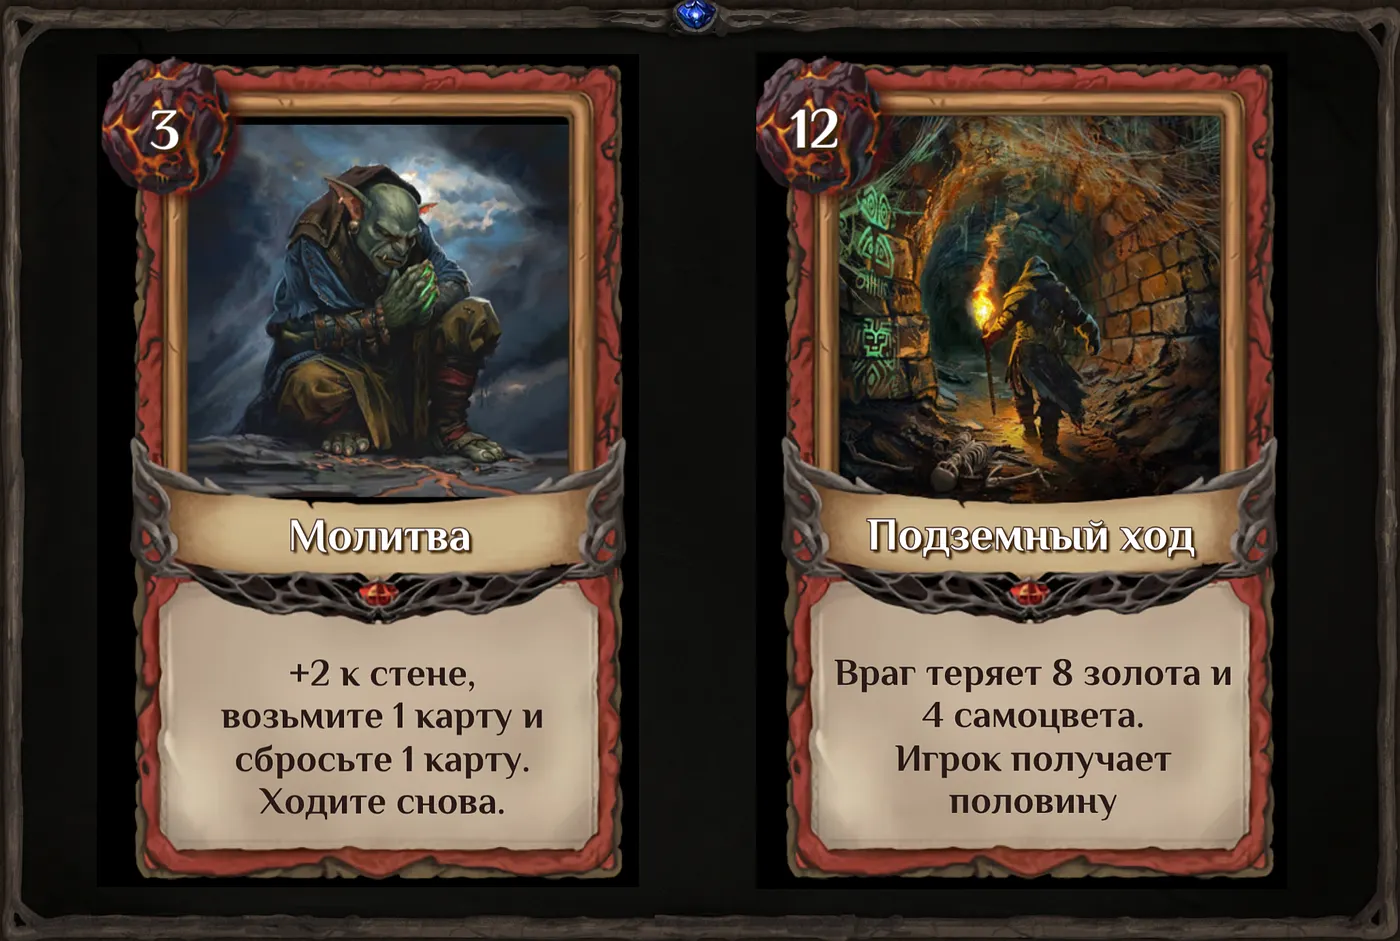 3
Молитва
+2 к стене,
возьмите 1 карту и
сбросьте 1 карту.
Ходите снова.
12
Подземный ход
Враг теряет 8 золота и
4 самоцвета.
Игрок получает
половину